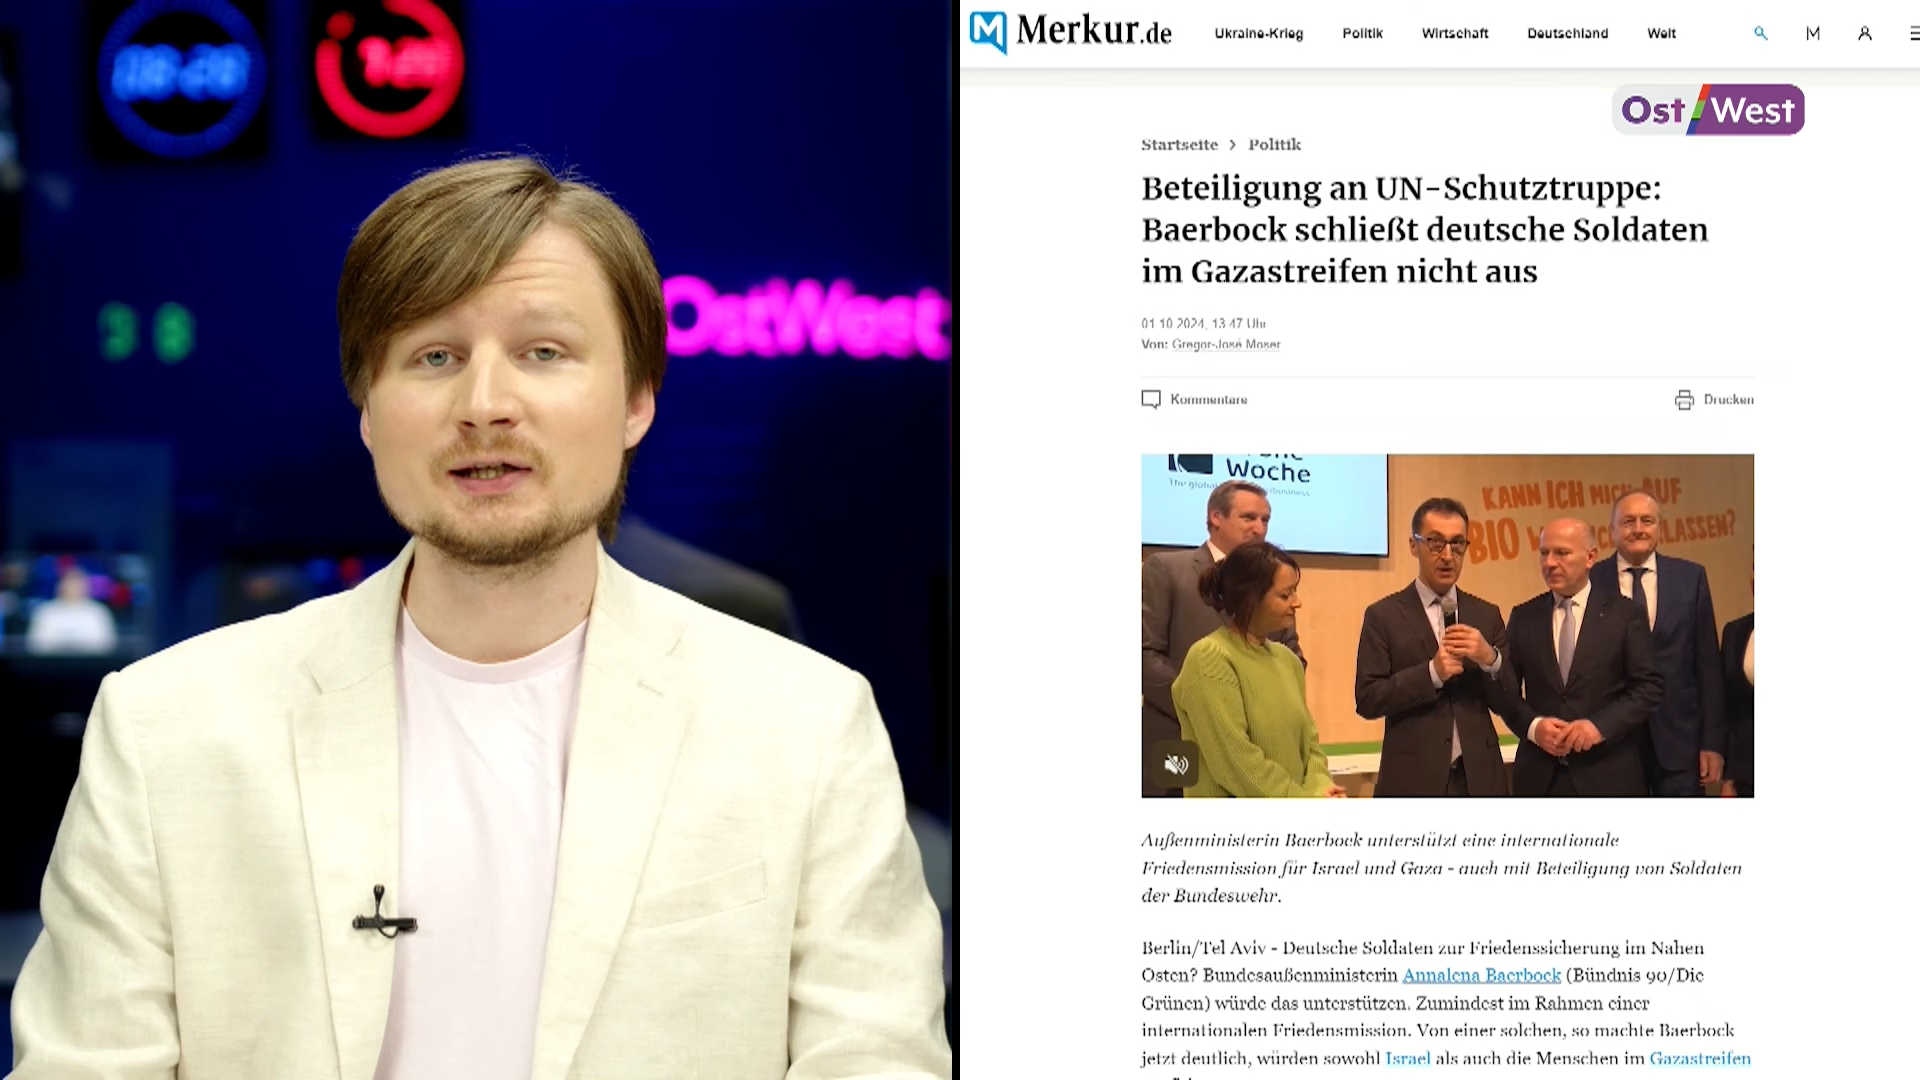 OstWest
Merkur.de
Ukraine-Krieg Politik Wirtschaft Deutschland Welt
Ost West
Startseite > Politik
Beteiligung an UN-Schutztruppe:
Baerbock schließt deutsche Soldaten
im Gazastreifen nicht aus
01.10.2024, 13:47 Uhr
Von: Gregor-José Moser
Kommentare
Drucken
Woche
KANN ICH MICH AUF
BIO
Außenministerin Baerbock unterstützt eine internationale
Friedensmission für Israel und Gaza - auch mit Beteiligung von Soldaten
der Bundeswehr.
Berlin/Tel Aviv - Deutsche Soldaten zur Friedenssicherung im Nahen
Osten? Bundesaußenministerin Annalena Baerbock (Bündnis 90/Die
Grünen) würde das unterstützen. Zumindest im Rahmen einer
internationalen Friedensmission. Von einer solchen, so machte Baerbock
jetzt deutlich, würden sowohl Israel als auch die Menschen im Gazastreifen